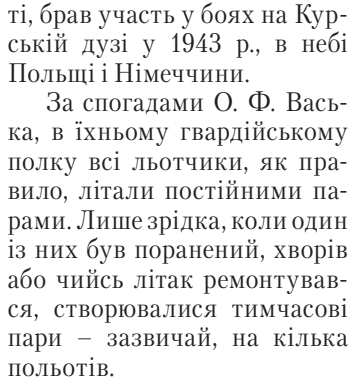 ті, брав участь у боях на Кур-
ській дузі у 1943 р., в небі
Польщі і Німеччини.
За спогадами О. Ф. Вась-
ка, в їхньому гвардійському
полку всі льотчики, як пра-
вило, літали постійними па-
рами. Лише зрідка, коли один
із них був поранений, хворів
або чийсь літак ремонтував-
ся, створювалися тимчасові
пари – зазвичай, на кілька
польотів.